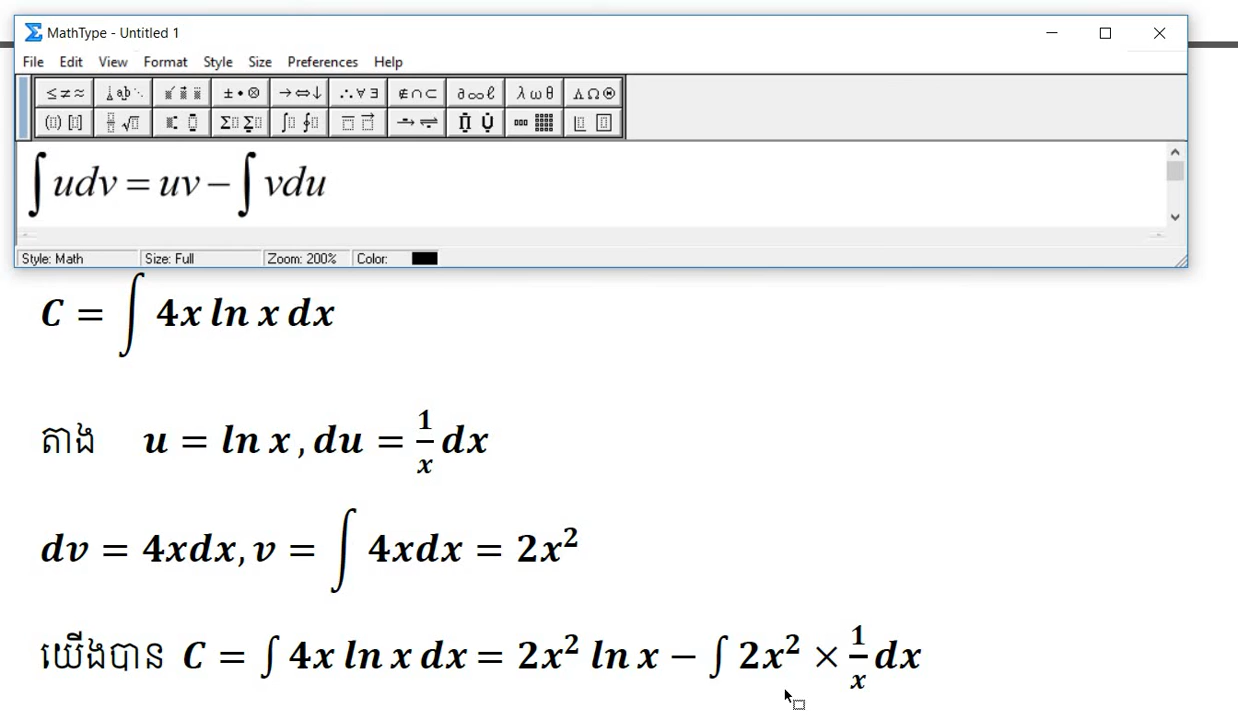 MathType - Untitled 1
File Edit View Format Style Size Preferences Help
∫udv = uv − ∫vdu
Style: Math Size: Full Zoom: 200% Color:
C = ∫ 4x ln x dx
តាង u = ln x , du = 1/x dx
dv = 4xdx, v = ∫ 4xdx = 2x²
យើងបាន C = ∫ 4x ln x dx = 2x² ln x − ∫ 2x² × 1/x dx